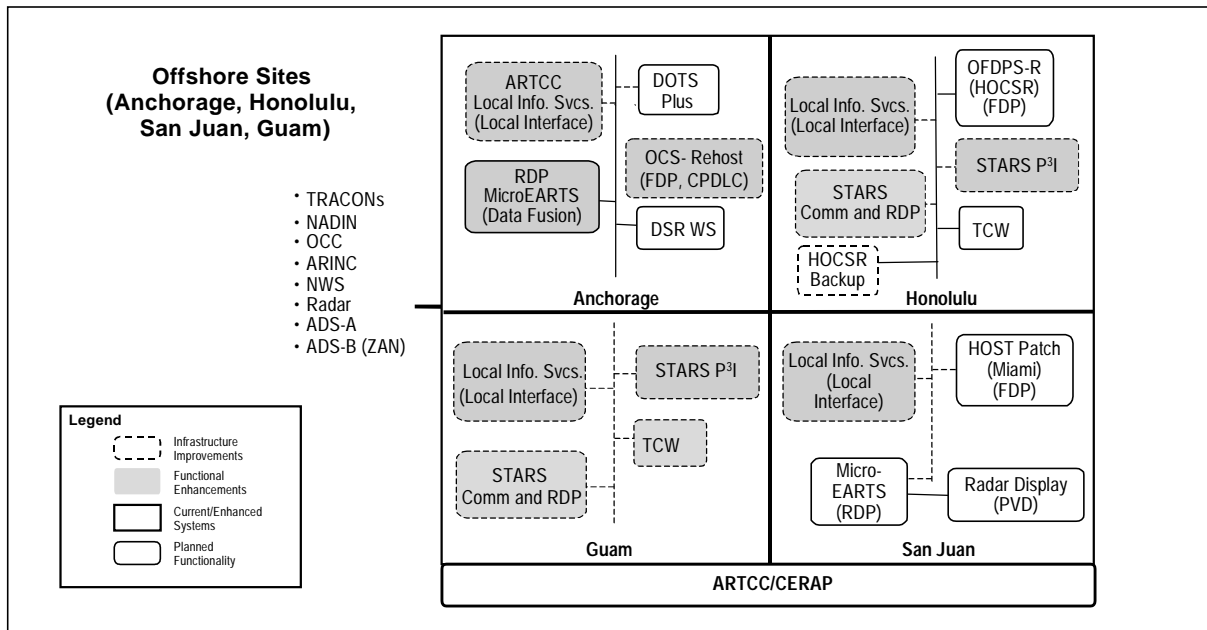 Offshore Sites
(Anchorage, Honolulu,
San Juan, Guam)
• TRACONs
• NADIN
• OCC
• ARINC
• NWS
• Radar
• ADS-A
• ADS-B (ZAN)
Legend
Infrastructure
Improvements
Functional
Enhancements
Current/Enhanced
Systems
Planned
Functionality
ARTCC
Local Info. Svcs.
(Local Interface)
DOTS
Plus
OCS- Rehost
(FDP, CPDLC)
RDP
MicroEARTS
(Data Fusion)
DSR WS
Anchorage
OFDPS-R
(HOCSR)
(FDP)
Local Info. Svcs.
(Local Interface)
STARS P³I
STARS
Comm and RDP
TCW
HOCSR
Backup
Honolulu
Local Info. Svcs.
(Local Interface)
STARS P³I
TCW
STARS
Comm and RDP
Guam
Local Info. Svcs.
(Local
Interface)
HOST Patch
(Miami)
(FDP)
Micro-
EARTS
(RDP)
Radar Display
(PVD)
San Juan
ARTCC/CERAP